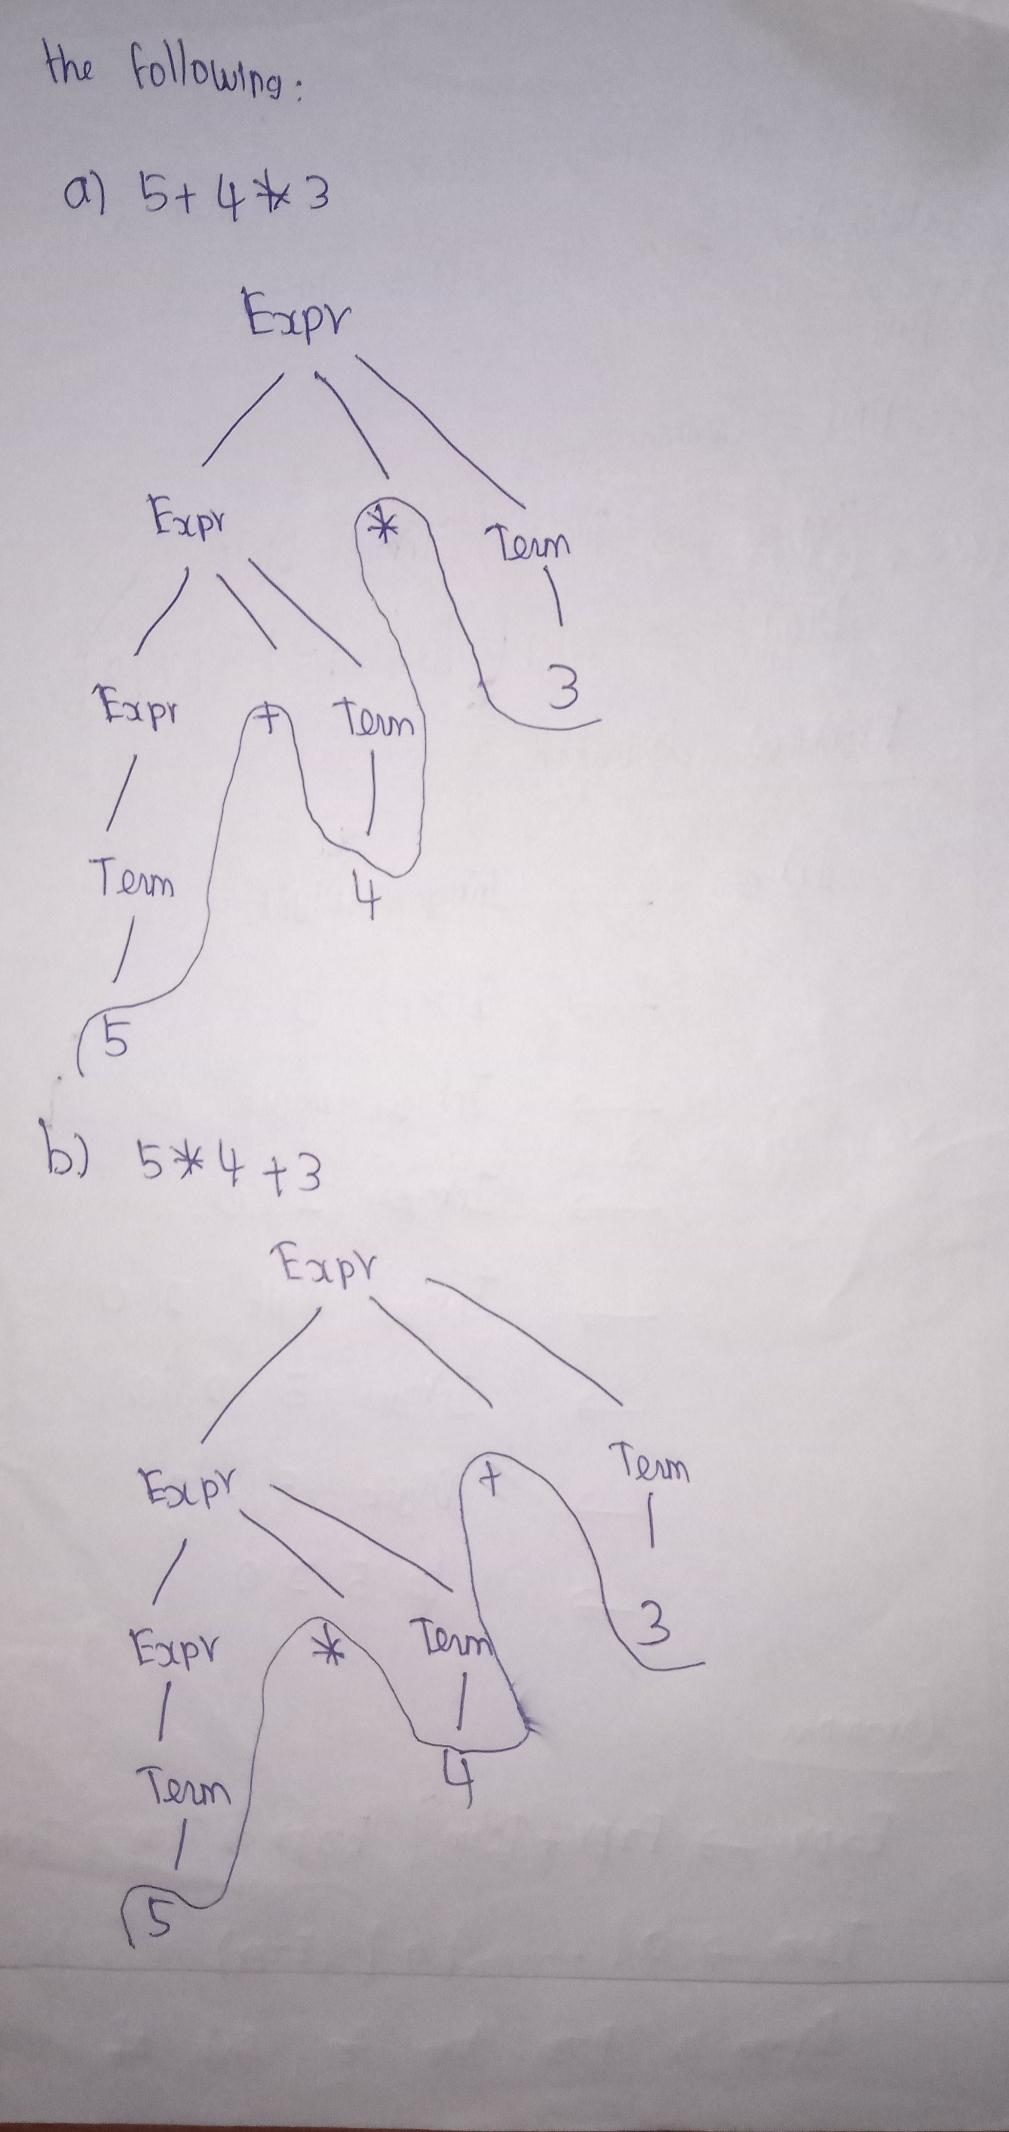 the following:
a) 5+4*3
Expr
Expr * Term
3
Expr + Term
Term
4
5
b) 5*4+3
Expr
Expr + Term
3
Expr * Term
Term
4
5